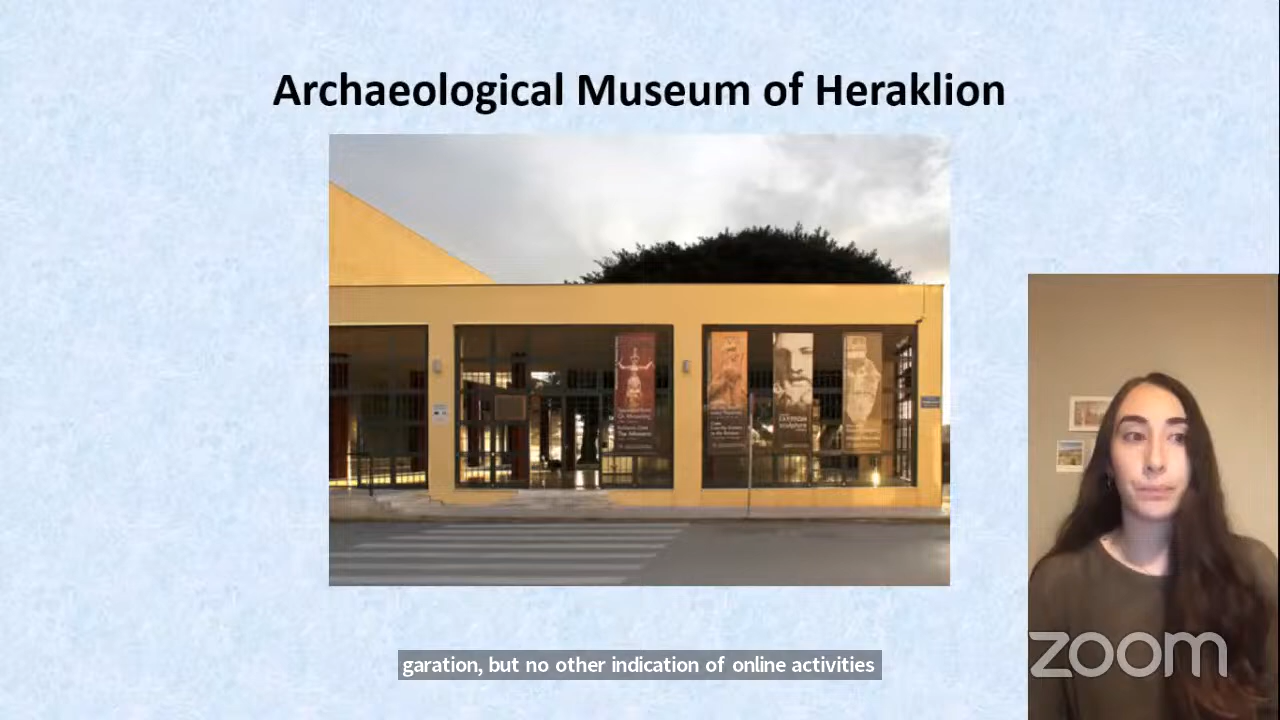 Archaeological Museum of Heraklion
garation, but no other indication of online activities
zoom